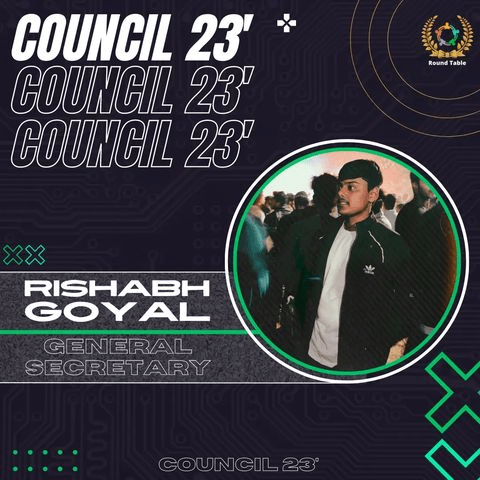 COUNCIL 23'
COUNCIL 23'
COUNCIL 23'
Round Table
RISHABH
GOYAL
GENERAL
SECRETARY
COUNCIL 23'